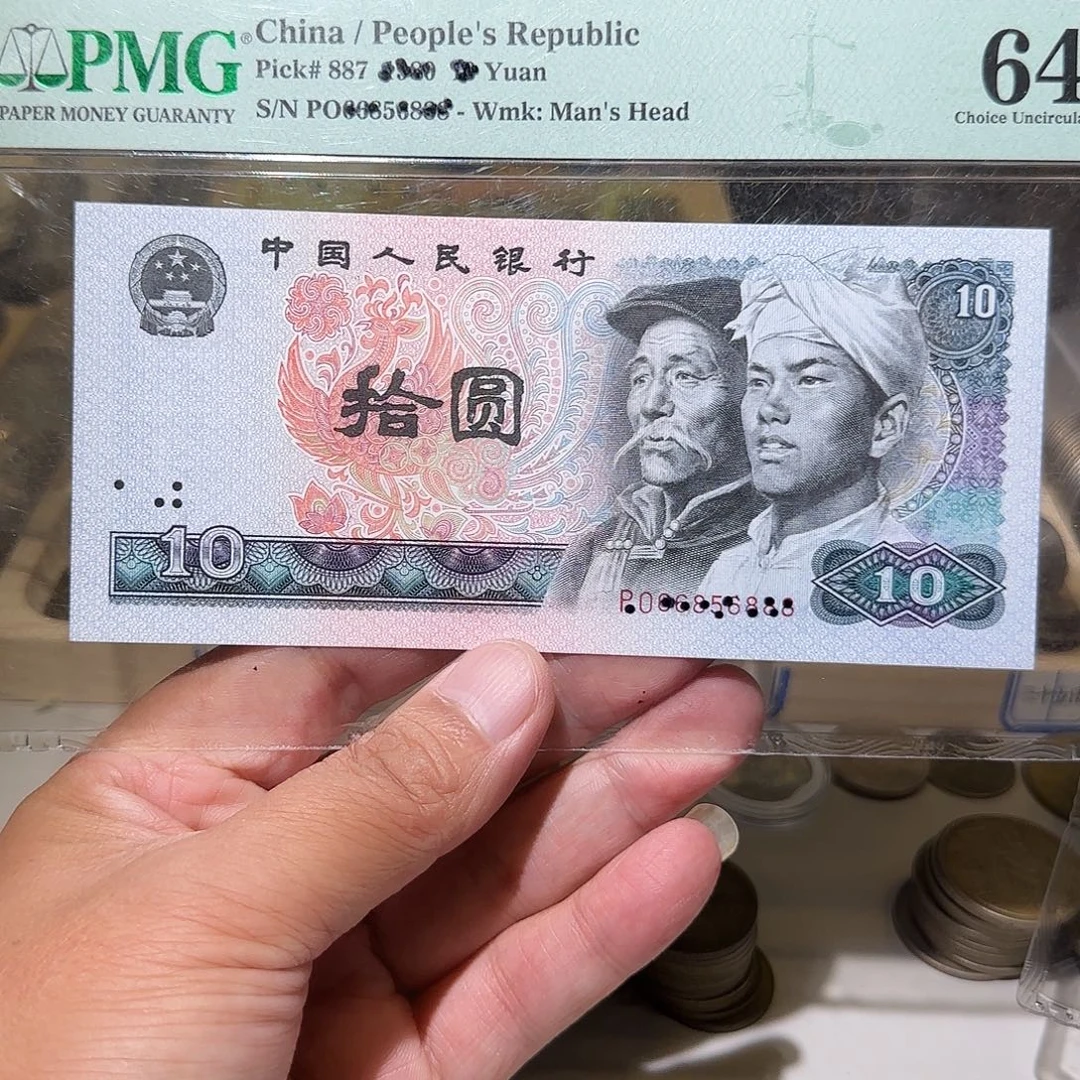 PMG®
PAPER MONEY GUARANTY
China / People's Republic
Pick# 887 Yuan
S/N - Wmk: Man's Head
64
Choice
中国人民银行
10
拾圆
10
10